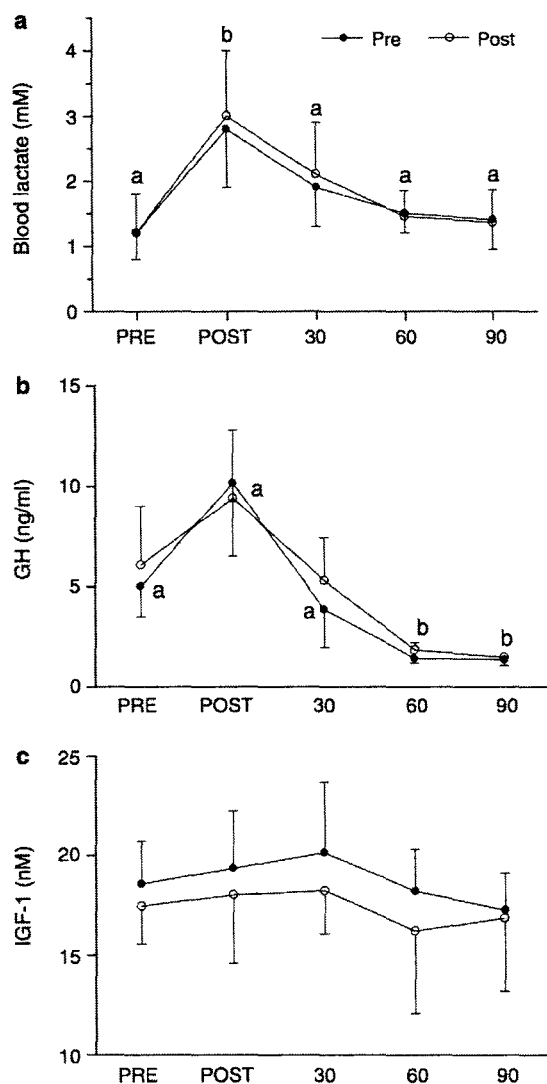 a
b
Pre
Post
4
3
2
1
0
Blood lactate (mM)
a
a
a
a
PRE POST 30 60 90
b
15
10
5
0
GH (ng/ml)
a
a
a
b
b
PRE POST 30 60 90
c
25
20
15
10
IGF-1 (nM)
PRE POST 30 60 90